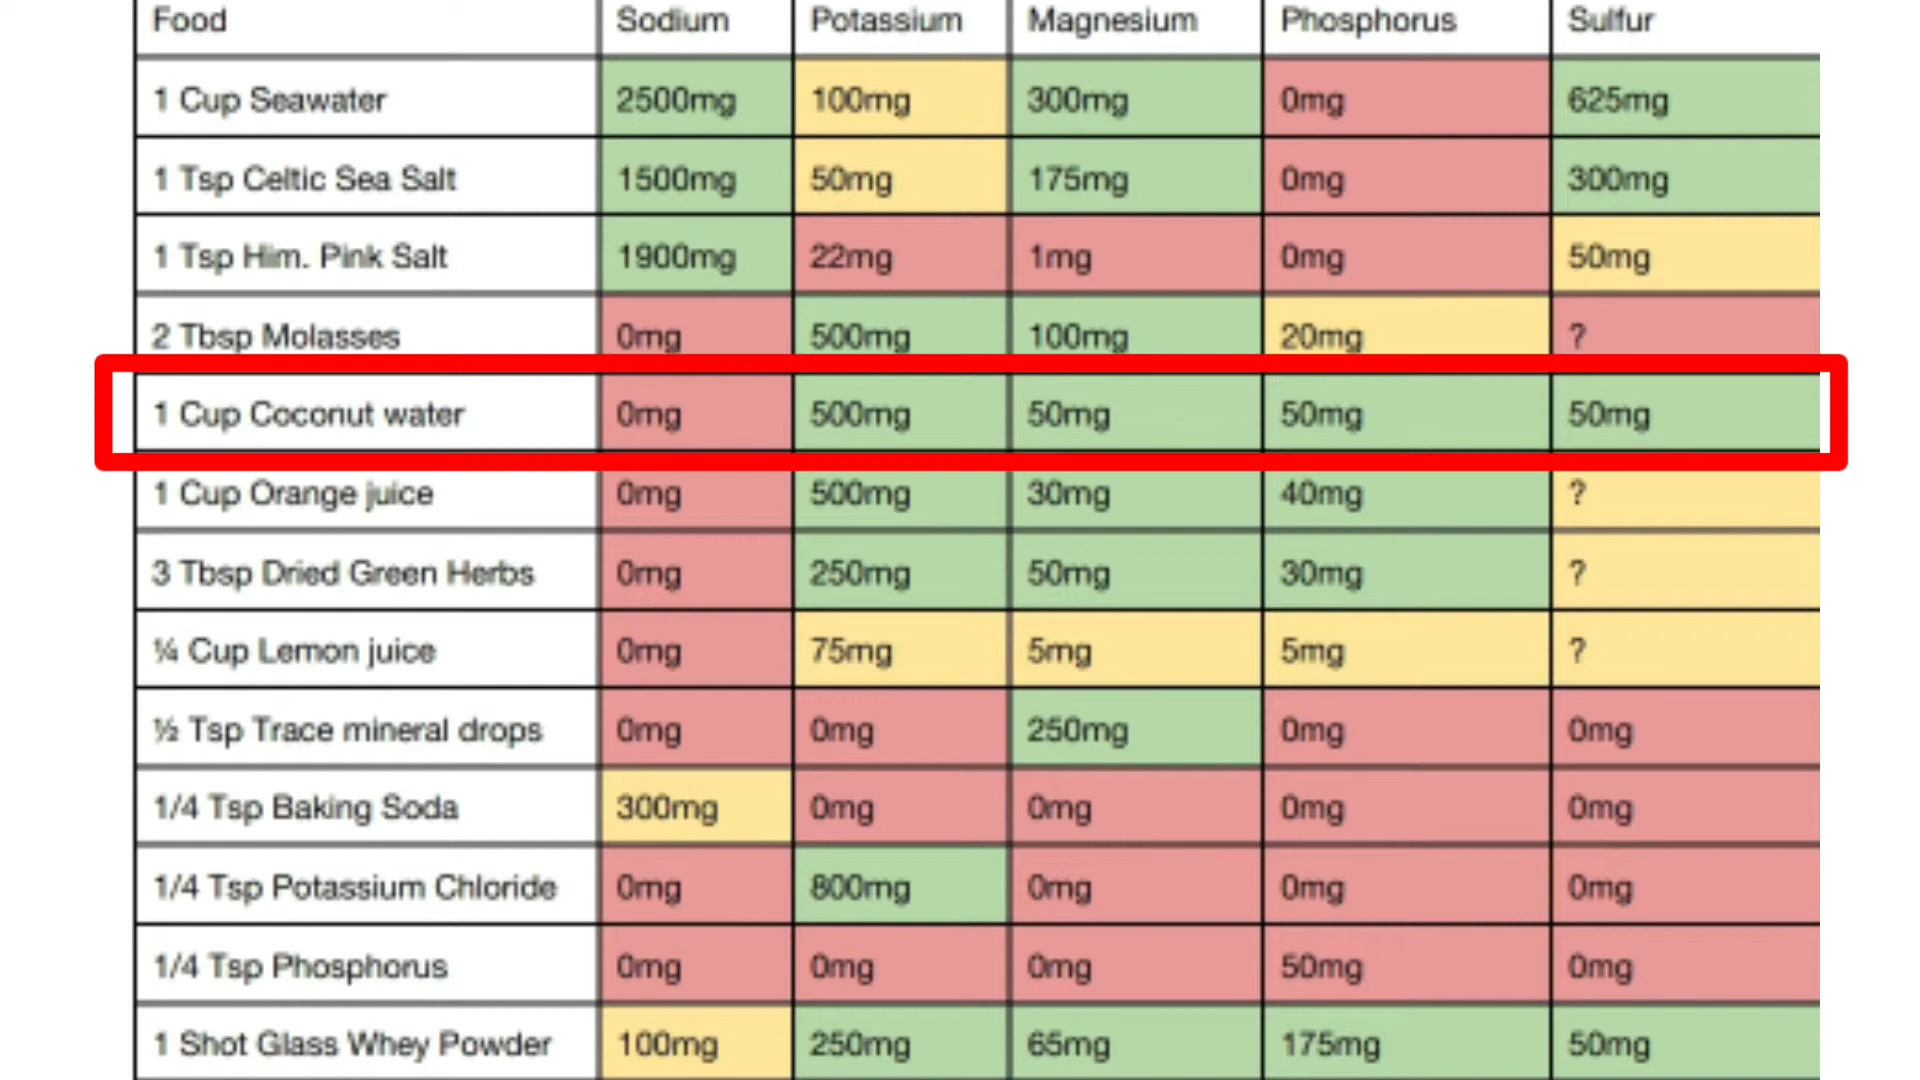 Food Sodium Potassium Magnesium Phosphorus Sulfur
1 Cup Seawater 2500mg 100mg 300mg 0mg 625mg
1 Tsp Celtic Sea Salt 1500mg 50mg 175mg 0mg 300mg
1 Tsp Him. Pink Salt 1900mg 22mg 1mg 0mg 50mg
2 Tbsp Molasses 0mg 500mg 100mg 20mg ?
1 Cup Coconut water 0mg 500mg 50mg 50mg 50mg
1 Cup Orange juice 0mg 500mg 30mg 40mg ?
3 Tbsp Dried Green Herbs 0mg 250mg 50mg 30mg ?
¼ Cup Lemon juice 0mg 75mg 5mg 5mg ?
½ Tsp Trace mineral drops 0mg 0mg 250mg 0mg 0mg
1/4 Tsp Baking Soda 300mg 0mg 0mg 0mg 0mg
1/4 Tsp Potassium Chloride 0mg 800mg 0mg 0mg 0mg
1/4 Tsp Phosphorus 0mg 0mg 0mg 50mg 0mg
1 Shot Glass Whey Powder 100mg 250mg 65mg 175mg 50mg